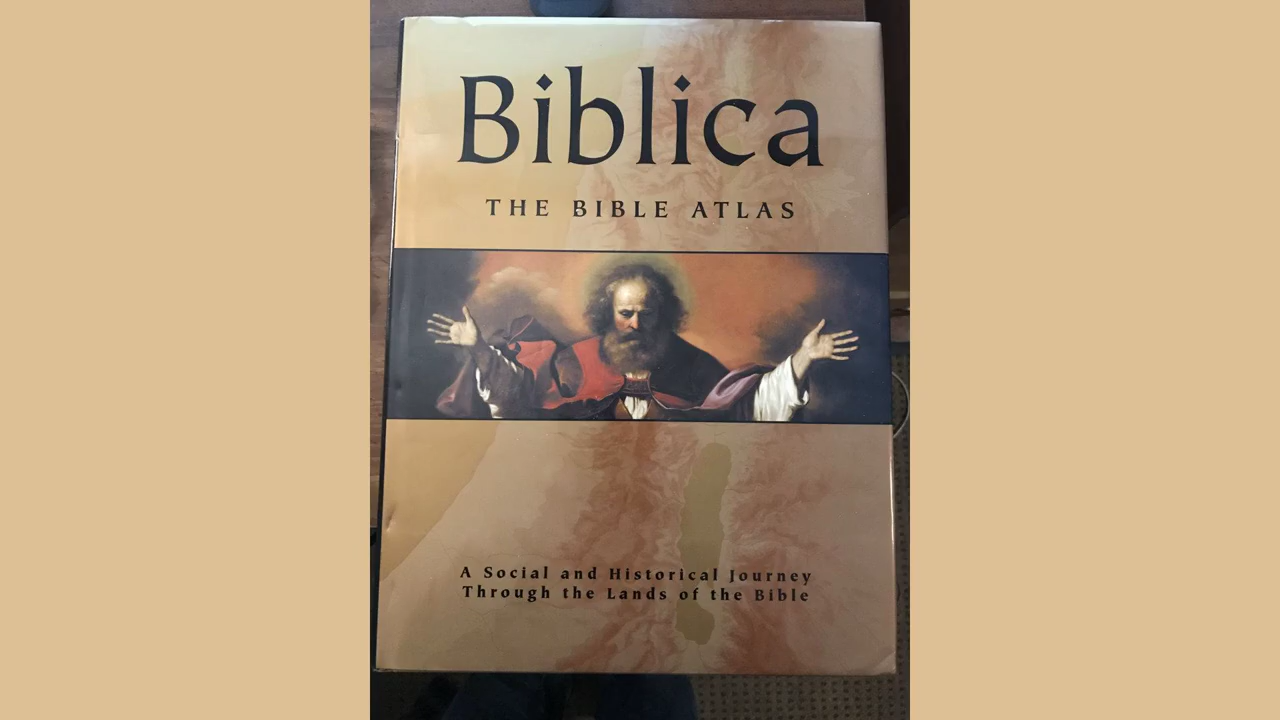 Biblica
THE BIBLE ATLAS
A Social and Historical Journey
Through the Lands of the Bible